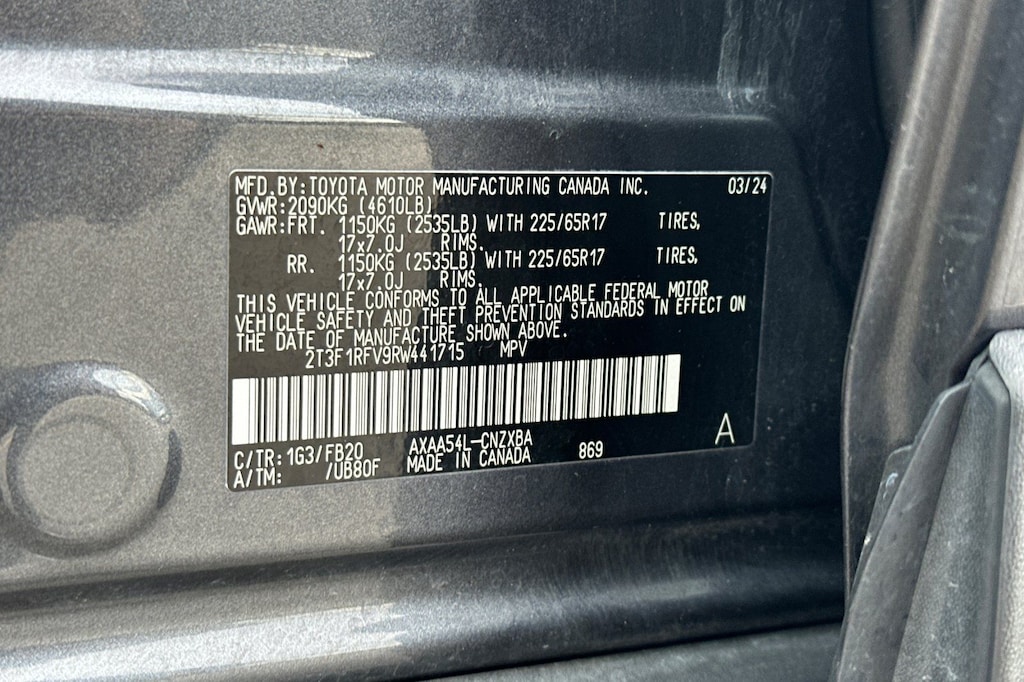 MFD.BY:TOYOTA MOTOR MANUFACTURING CANADA INC. 03/24
GVWR:2090KG (4610LB)
GAWR:FRT. 1150KG (2535LB) WITH 225/65R17 TIRES,
17x7.0J RIMS.
RR. 1150KG (2535LB) WITH 225/65R17 TIRES,
17x7.0J RIMS.
THIS VEHICLE CONFORMS TO ALL APPLICABLE FEDERAL MOTOR
VEHICLE SAFETY AND THEFT PREVENTION STANDARDS IN EFFECT ON
THE DATE OF MANUFACTURE SHOWN ABOVE.
2T3F1RFV9RW441715 MPV
C/TR:1G3/FB20 AXAA54L-CNZXBA 869 A
A/TM: /UB80F MADE IN CANADA